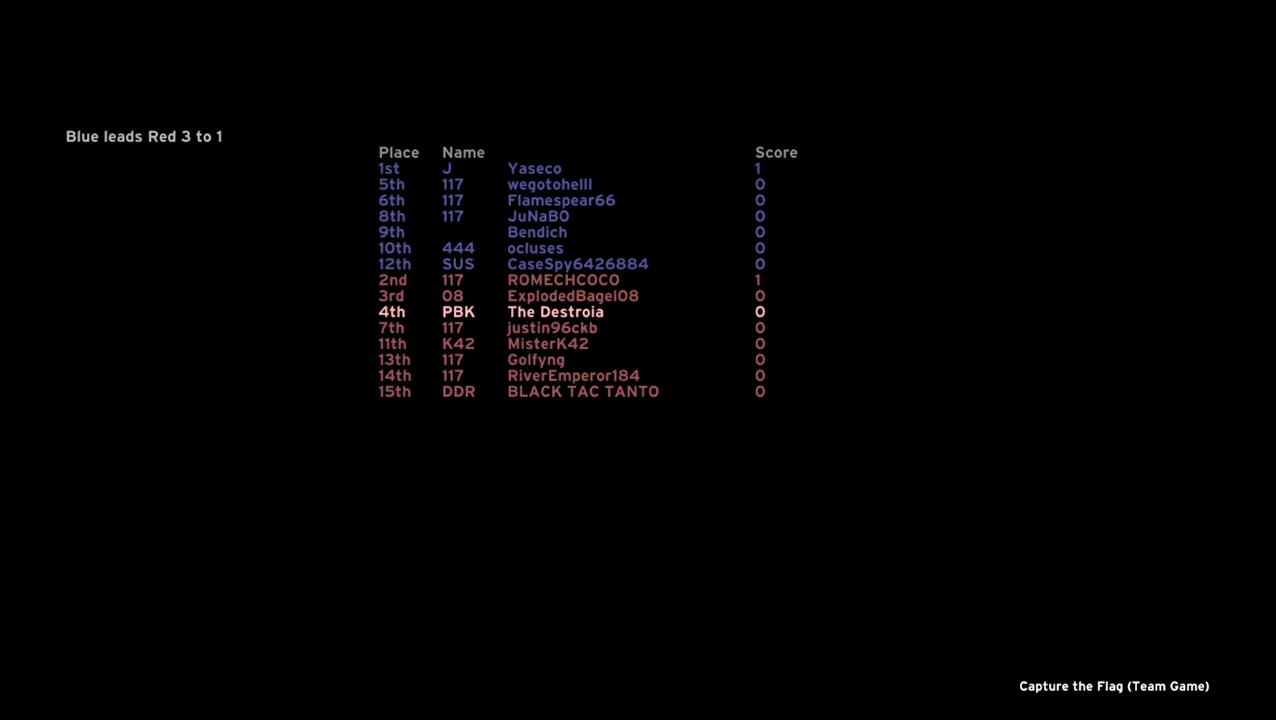 Blue leads Red 3 to 1
Place Name Score
1st J Yaseco 1
5th 117 wegotohelll 0
6th 117 Flamespear66 0
8th 117 JuNaB0 0
9th Bendich 0
10th 444 ocluses 0
12th SUS CaseSpy6426884 0
2nd 117 ROMECHCOCO 1
3rd 08 ExplodedBagel08 0
4th PBK The Destroia 0
7th 117 justin96ckb 0
11th K42 MisterK42 0
13th 117 Golfyng 0
14th 117 RiverEmperor184 0
15th DDR BLACK TAC TANTO 0
Capture the Flag (Team Game)